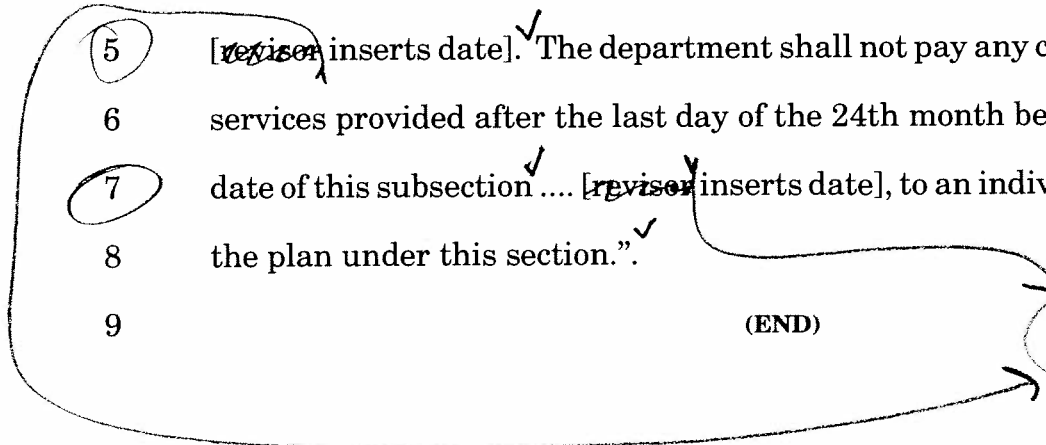 5 [revisor inserts date]. The department shall not pay any c
6 services provided after the last day of the 24th month be
7 date of this subsection .... [revisor inserts date], to an indiv
8 the plan under this section.”.
9 (END)